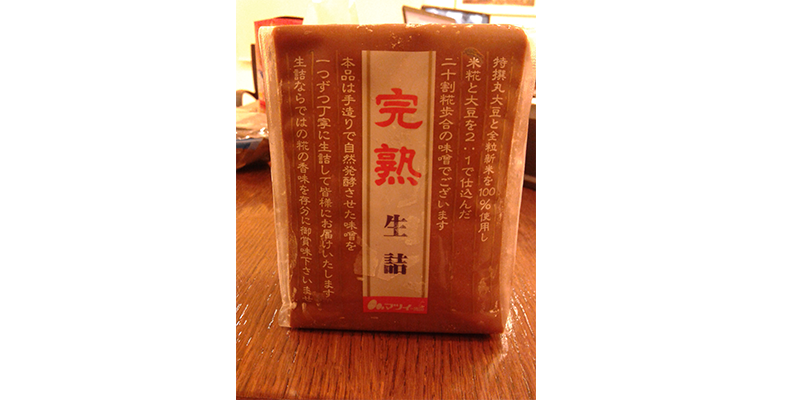 特撰丸大豆と全粒新米を100%使用し
米糀と大豆を2:1で仕込んだ
二十割糀歩合の味噌でございます
完熟
生詰
マツイ
本品は手造りで自然発酵させた味噌を
一つずつ丁寧に生詰して皆様にお届けいたします
生詰ならではの糀の香味を存分に御賞味下さいませ